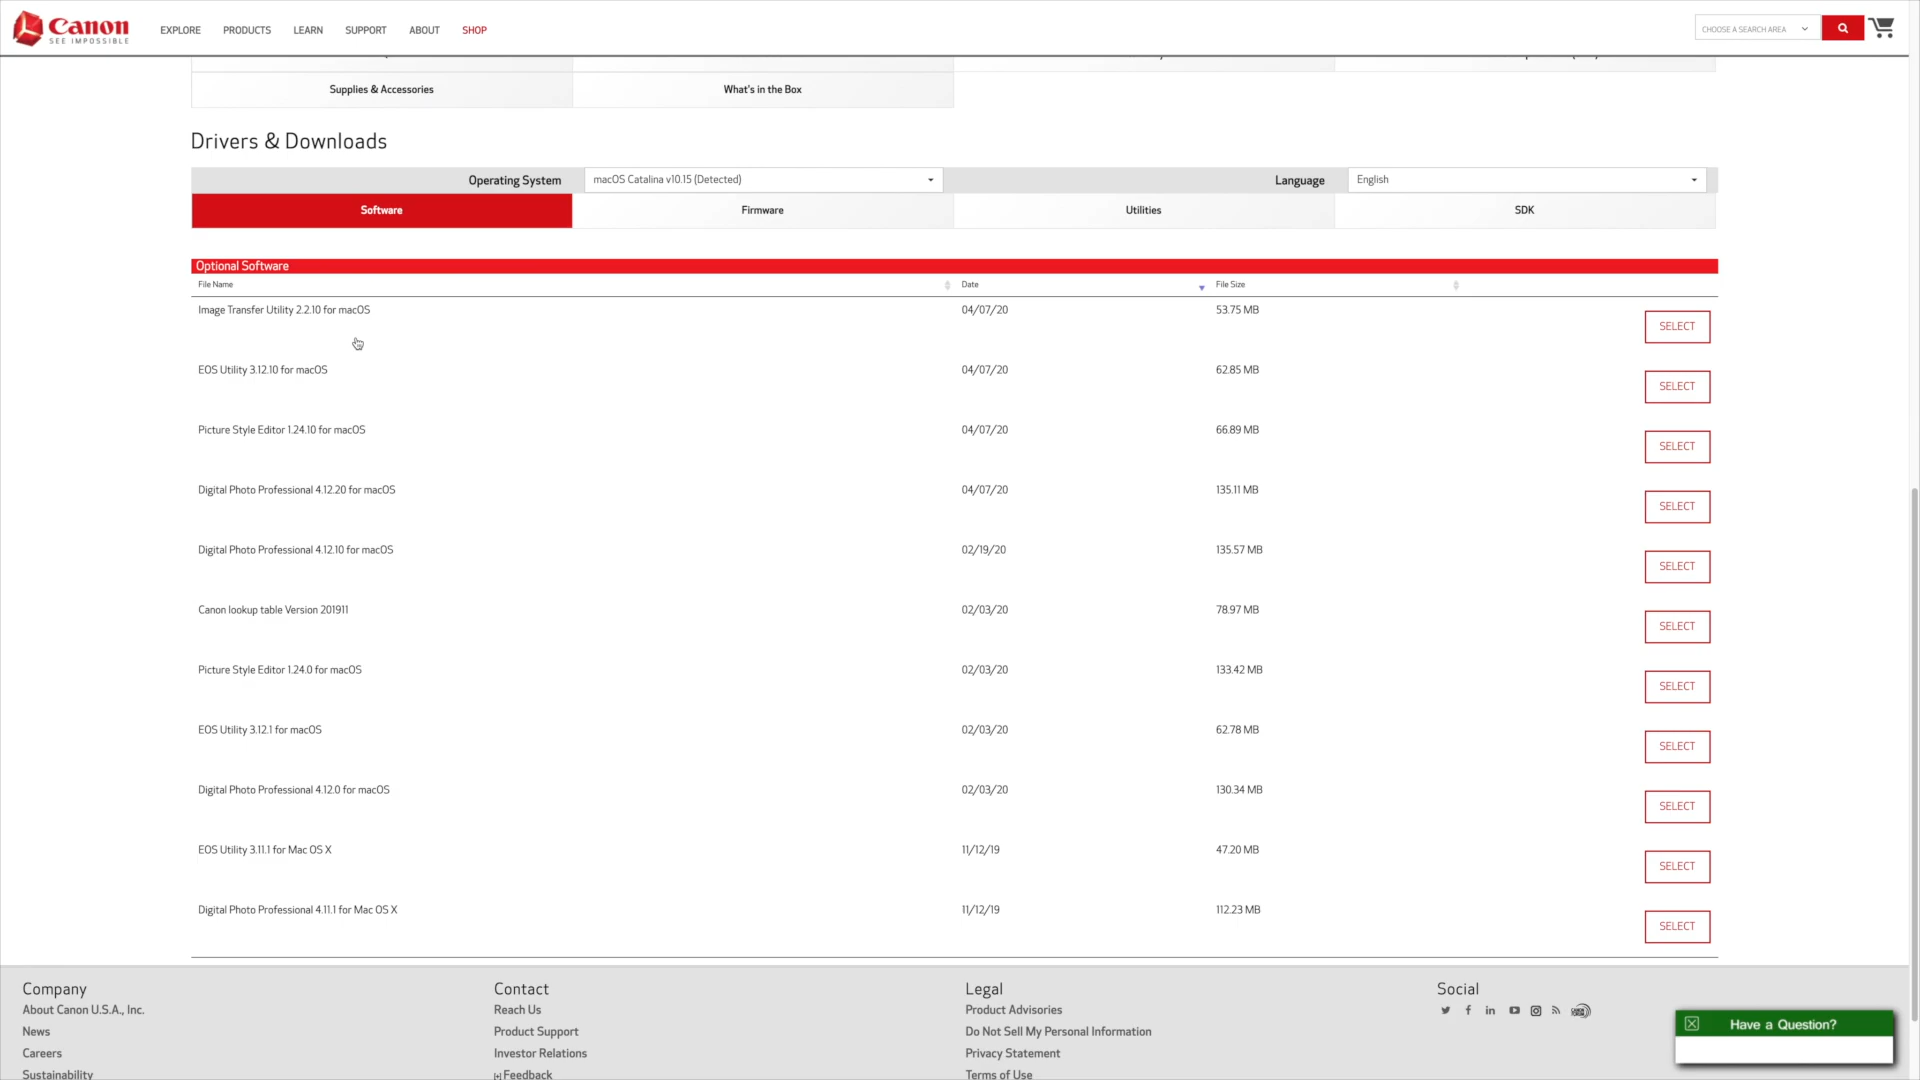 Canon
SEE IMPOSSIBLE
EXPLORE PRODUCTS LEARN SUPPORT ABOUT SHOP
CHOOSE A SEARCH AREA
Supplies & Accessories What's in the Box
Drivers & Downloads
Operating System macOS Catalina v10.15 (Detected) Language English
Software Firmware Utilities SDK
Optional Software
File Name Date File Size
Image Transfer Utility 2.2.10 for macOS 04/07/20 53.75 MB SELECT
EOS Utility 3.12.10 for macOS 04/07/20 62.85 MB SELECT
Picture Style Editor 1.24.10 for macOS 04/07/20 66.89 MB SELECT
Digital Photo Professional 4.12.20 for macOS 04/07/20 135.11 MB SELECT
Digital Photo Professional 4.12.10 for macOS 02/19/20 135.57 MB SELECT
Canon lookup table Version 201911 02/03/20 78.97 MB SELECT
Picture Style Editor 1.24.0 for macOS 02/03/20 133.42 MB SELECT
EOS Utility 3.12.1 for macOS 02/03/20 62.78 MB SELECT
Digital Photo Professional 4.12.0 for macOS 02/03/20 130.34 MB SELECT
EOS Utility 3.11.1 for Mac OS X 11/12/19 47.20 MB SELECT
Digital Photo Professional 4.11.1 for Mac OS X 11/12/19 112.23 MB SELECT
Company
About Canon U.S.A., Inc.
News
Careers
Sustainability
Contact
Reach Us
Product Support
Investor Relations
[+] Feedback
Legal
Product Advisories
Do Not Sell My Personal Information
Privacy Statement
Terms of Use
Social
Have a Question?